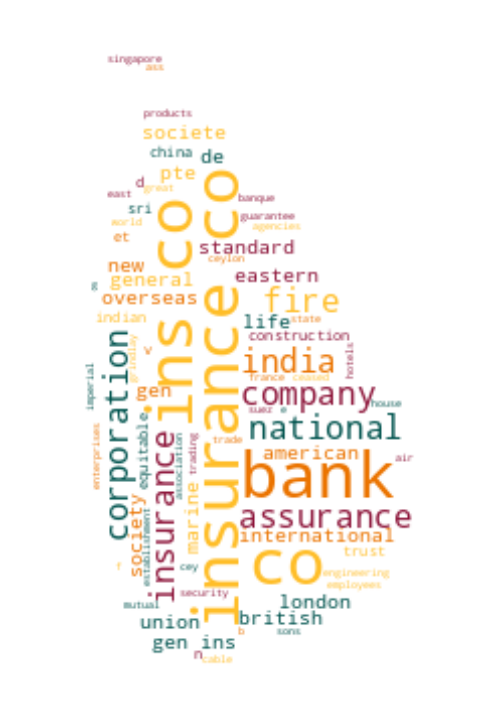 singapore
ass
products
societe
china
de
pte
d
great
east
banque
sri
guarantee
world
agencies
et
standard
ceylon
new
eastern
general
overseas
fire
indian
life
state
construction
ins co
insurance co
corporation
grindlay
v
india
hotels
imperial
france
ceased
gen
company
house
suez
e
equitable
national
enterprises
association
trading
trade
american
air
bank
insurance
marine
society
assurance
establishment
international
trust
co
f
cey
engineering
employees
security
mutual
london
union
british
b
sons
gen ins
n
cable